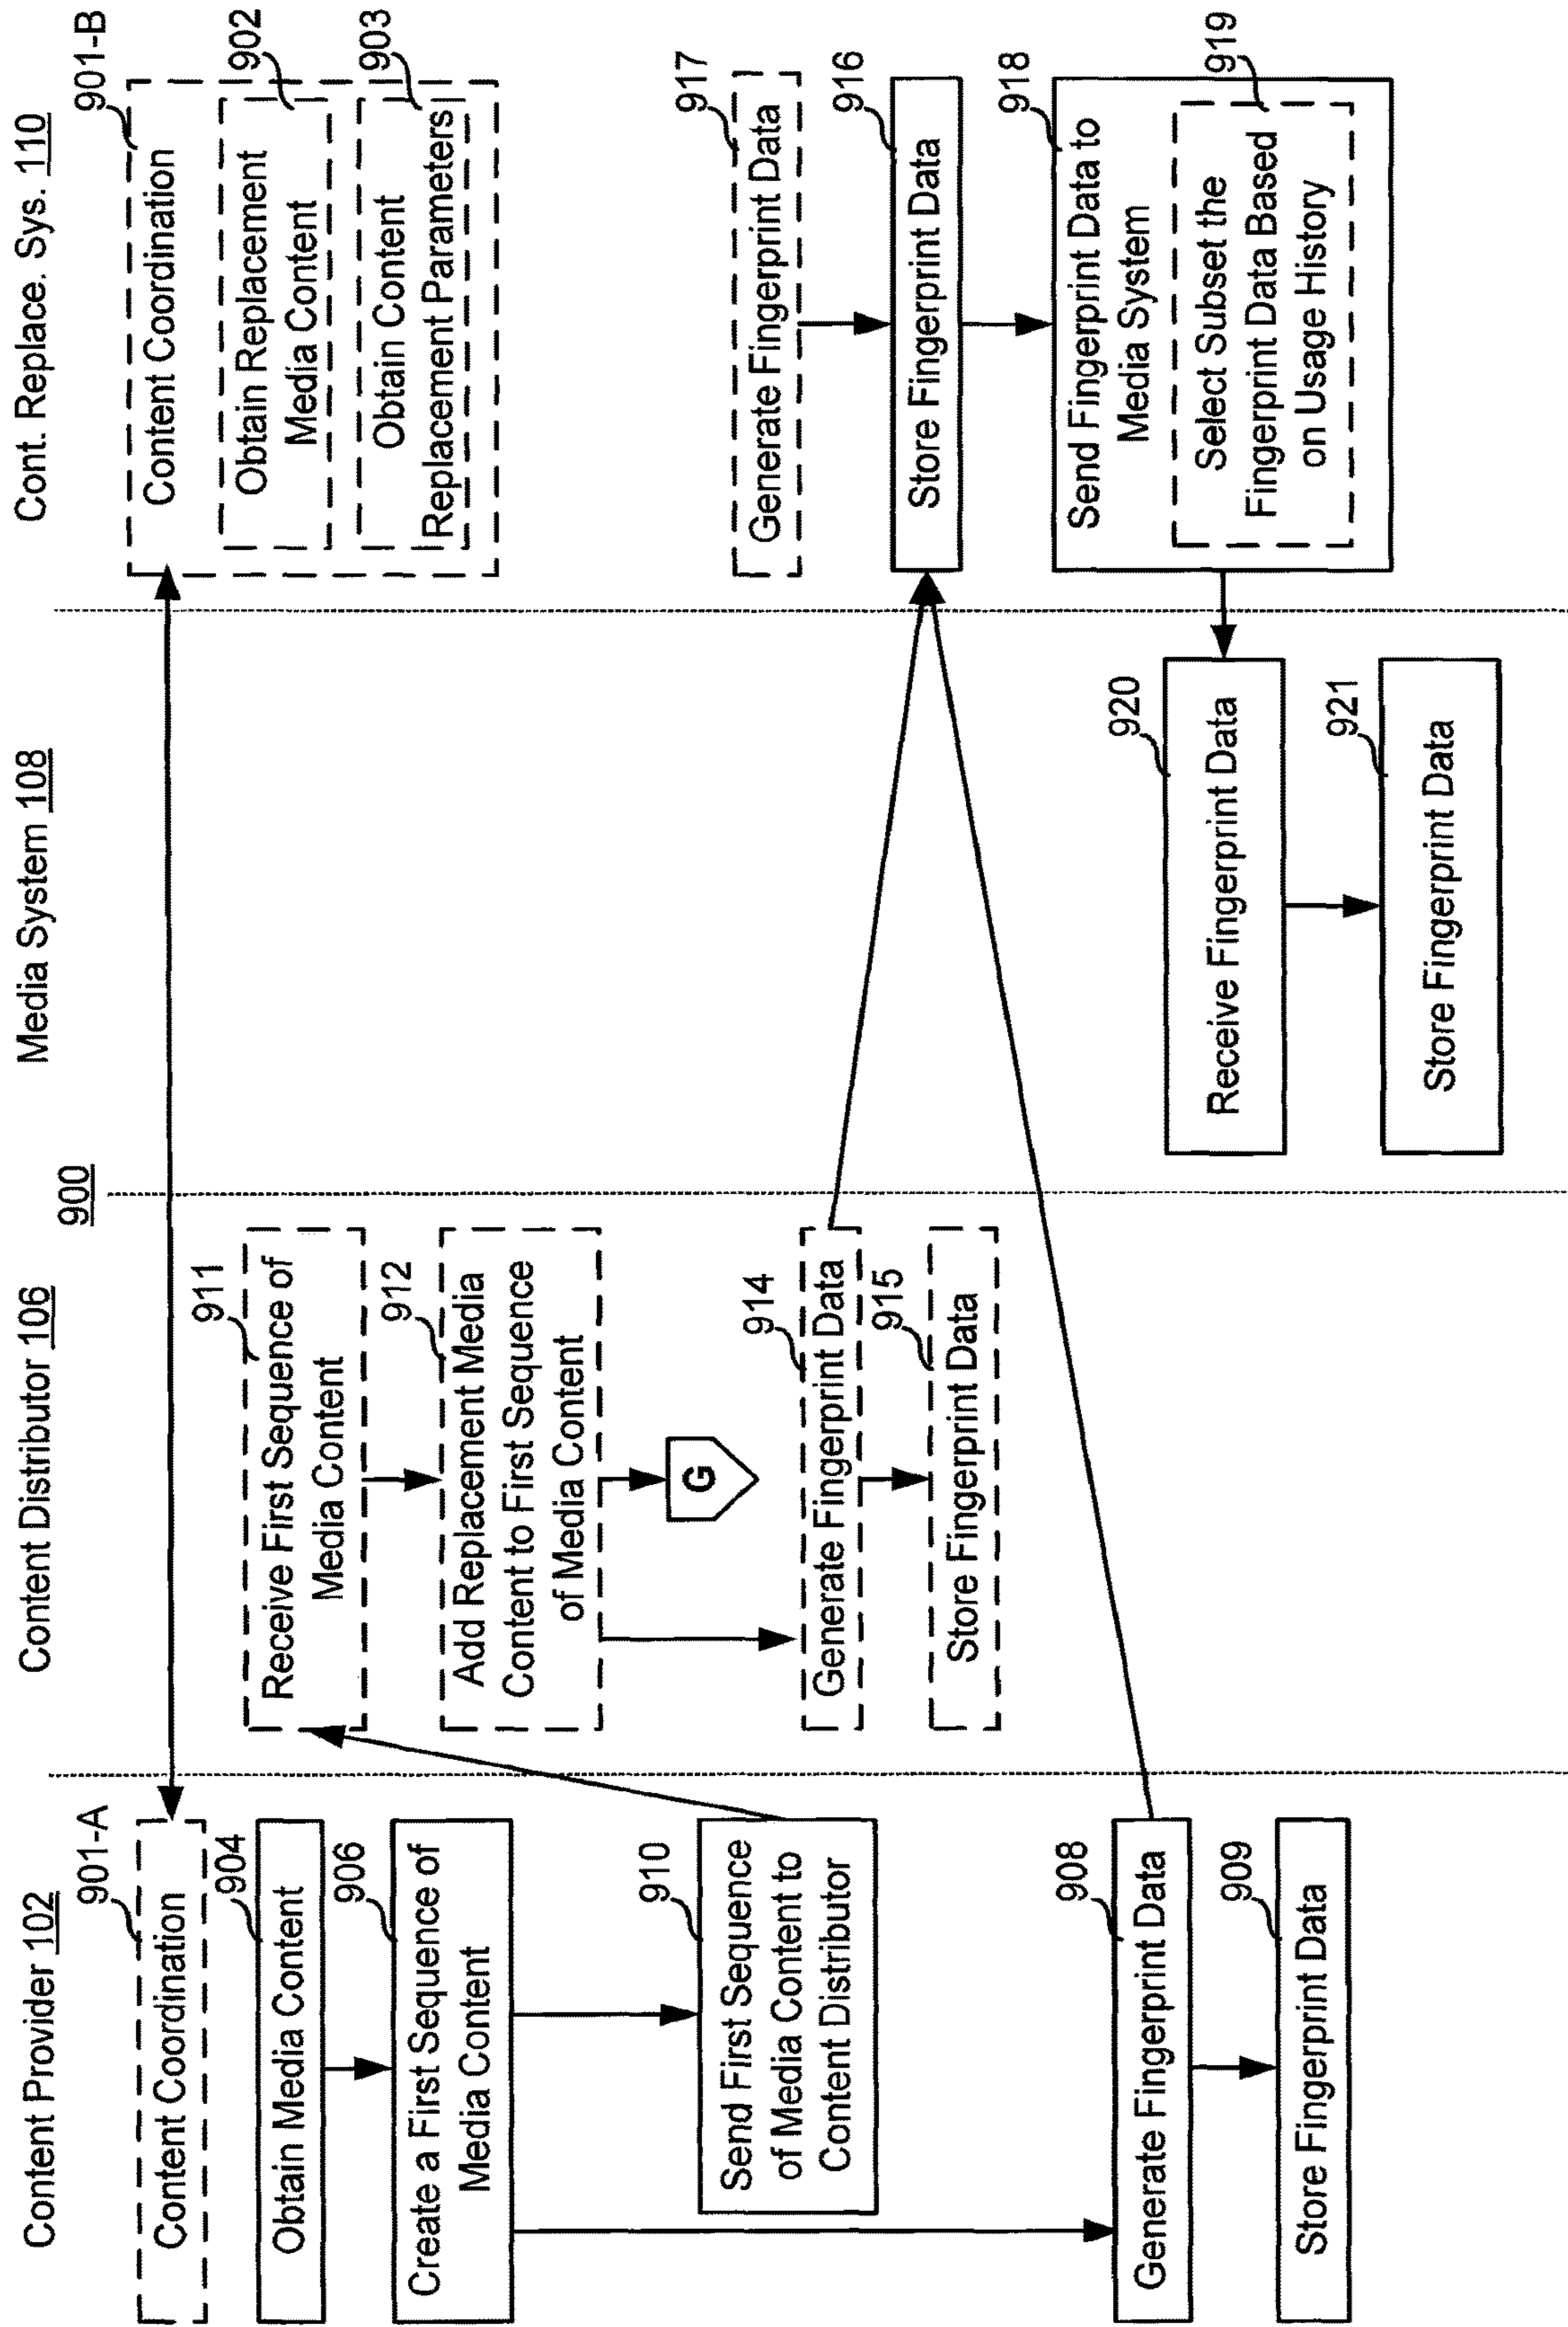 900
Content Provider 102
901-A
Content Coordination
904
Obtain Media Content
906
Create a First Sequence of
Media Content
910
Send First Sequence
of Media Content to
Content Distributor
908
Generate Fingerprint Data
909
Store Fingerprint Data
Content Distributor 106
911
Receive First Sequence of
Media Content
912
Add Replacement Media
Content to First Sequence
of Media Content
G
914
Generate Fingerprint Data
915
Store Fingerprint Data
Media System 108
920
Receive Fingerprint Data
921
Store Fingerprint Data
Cont. Replace. Sys. 110
901-B
Content Coordination
902
Obtain Replacement
Media Content
903
Obtain Content
Replacement Parameters
917
Generate Fingerprint Data
916
Store Fingerprint Data
918
Send Fingerprint Data to
Media System
919
Select Subset the
Fingerprint Data Based
on Usage History